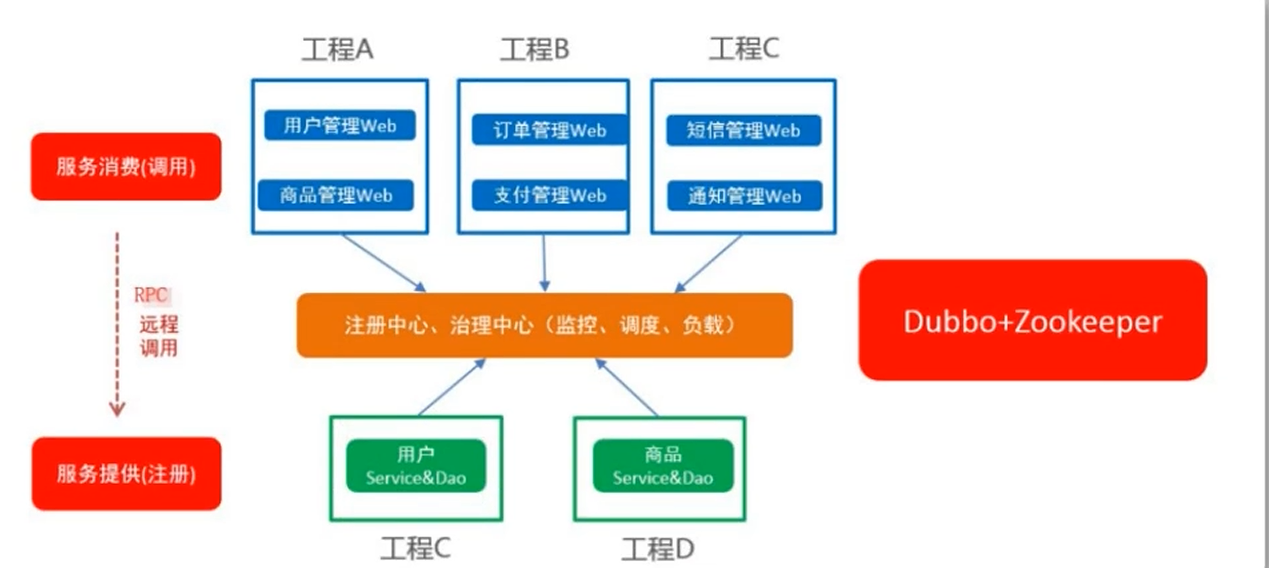 工程A
工程B
工程C
用户管理Web
订单管理Web
短信管理Web
服务消费(调用)
商品管理Web
支付管理Web
通知管理Web
RPC
远程
调用
注册中心、治理中心（监控、调度、负载）
Dubbo+Zookeeper
服务提供(注册)
用户
Service&Dao
商品
Service&Dao
工程C
工程D